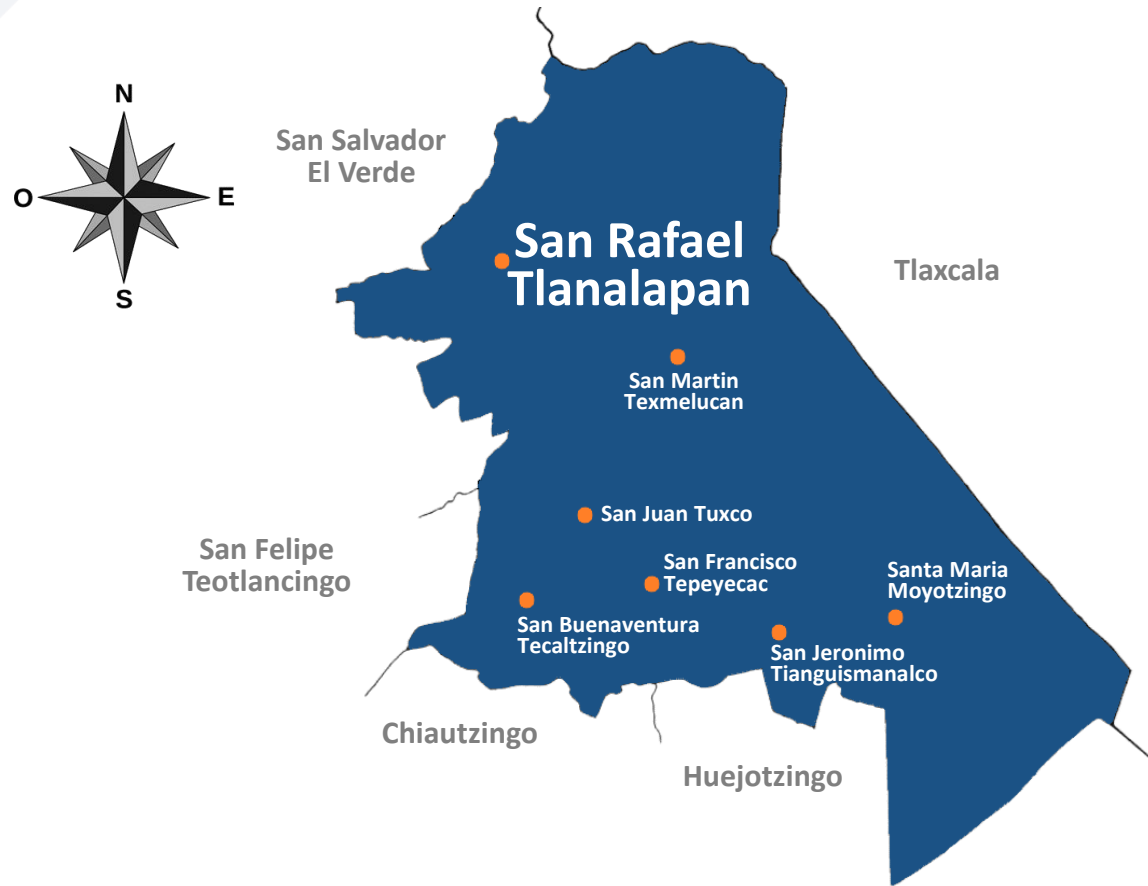 N
San Salvador
El Verde
O
E
San Rafael
Tlanalapan
Tlaxcala
S
San Martin
Texmelucan
San Juan Tuxco
San Felipe
Teotlancingo
San Francisco
Tepeyecac
Santa Maria
Moyotzingo
San Buenaventura
Tecaltzingo
San Jeronimo
Tianguismanalco
Chiautzingo
Huejotzingo